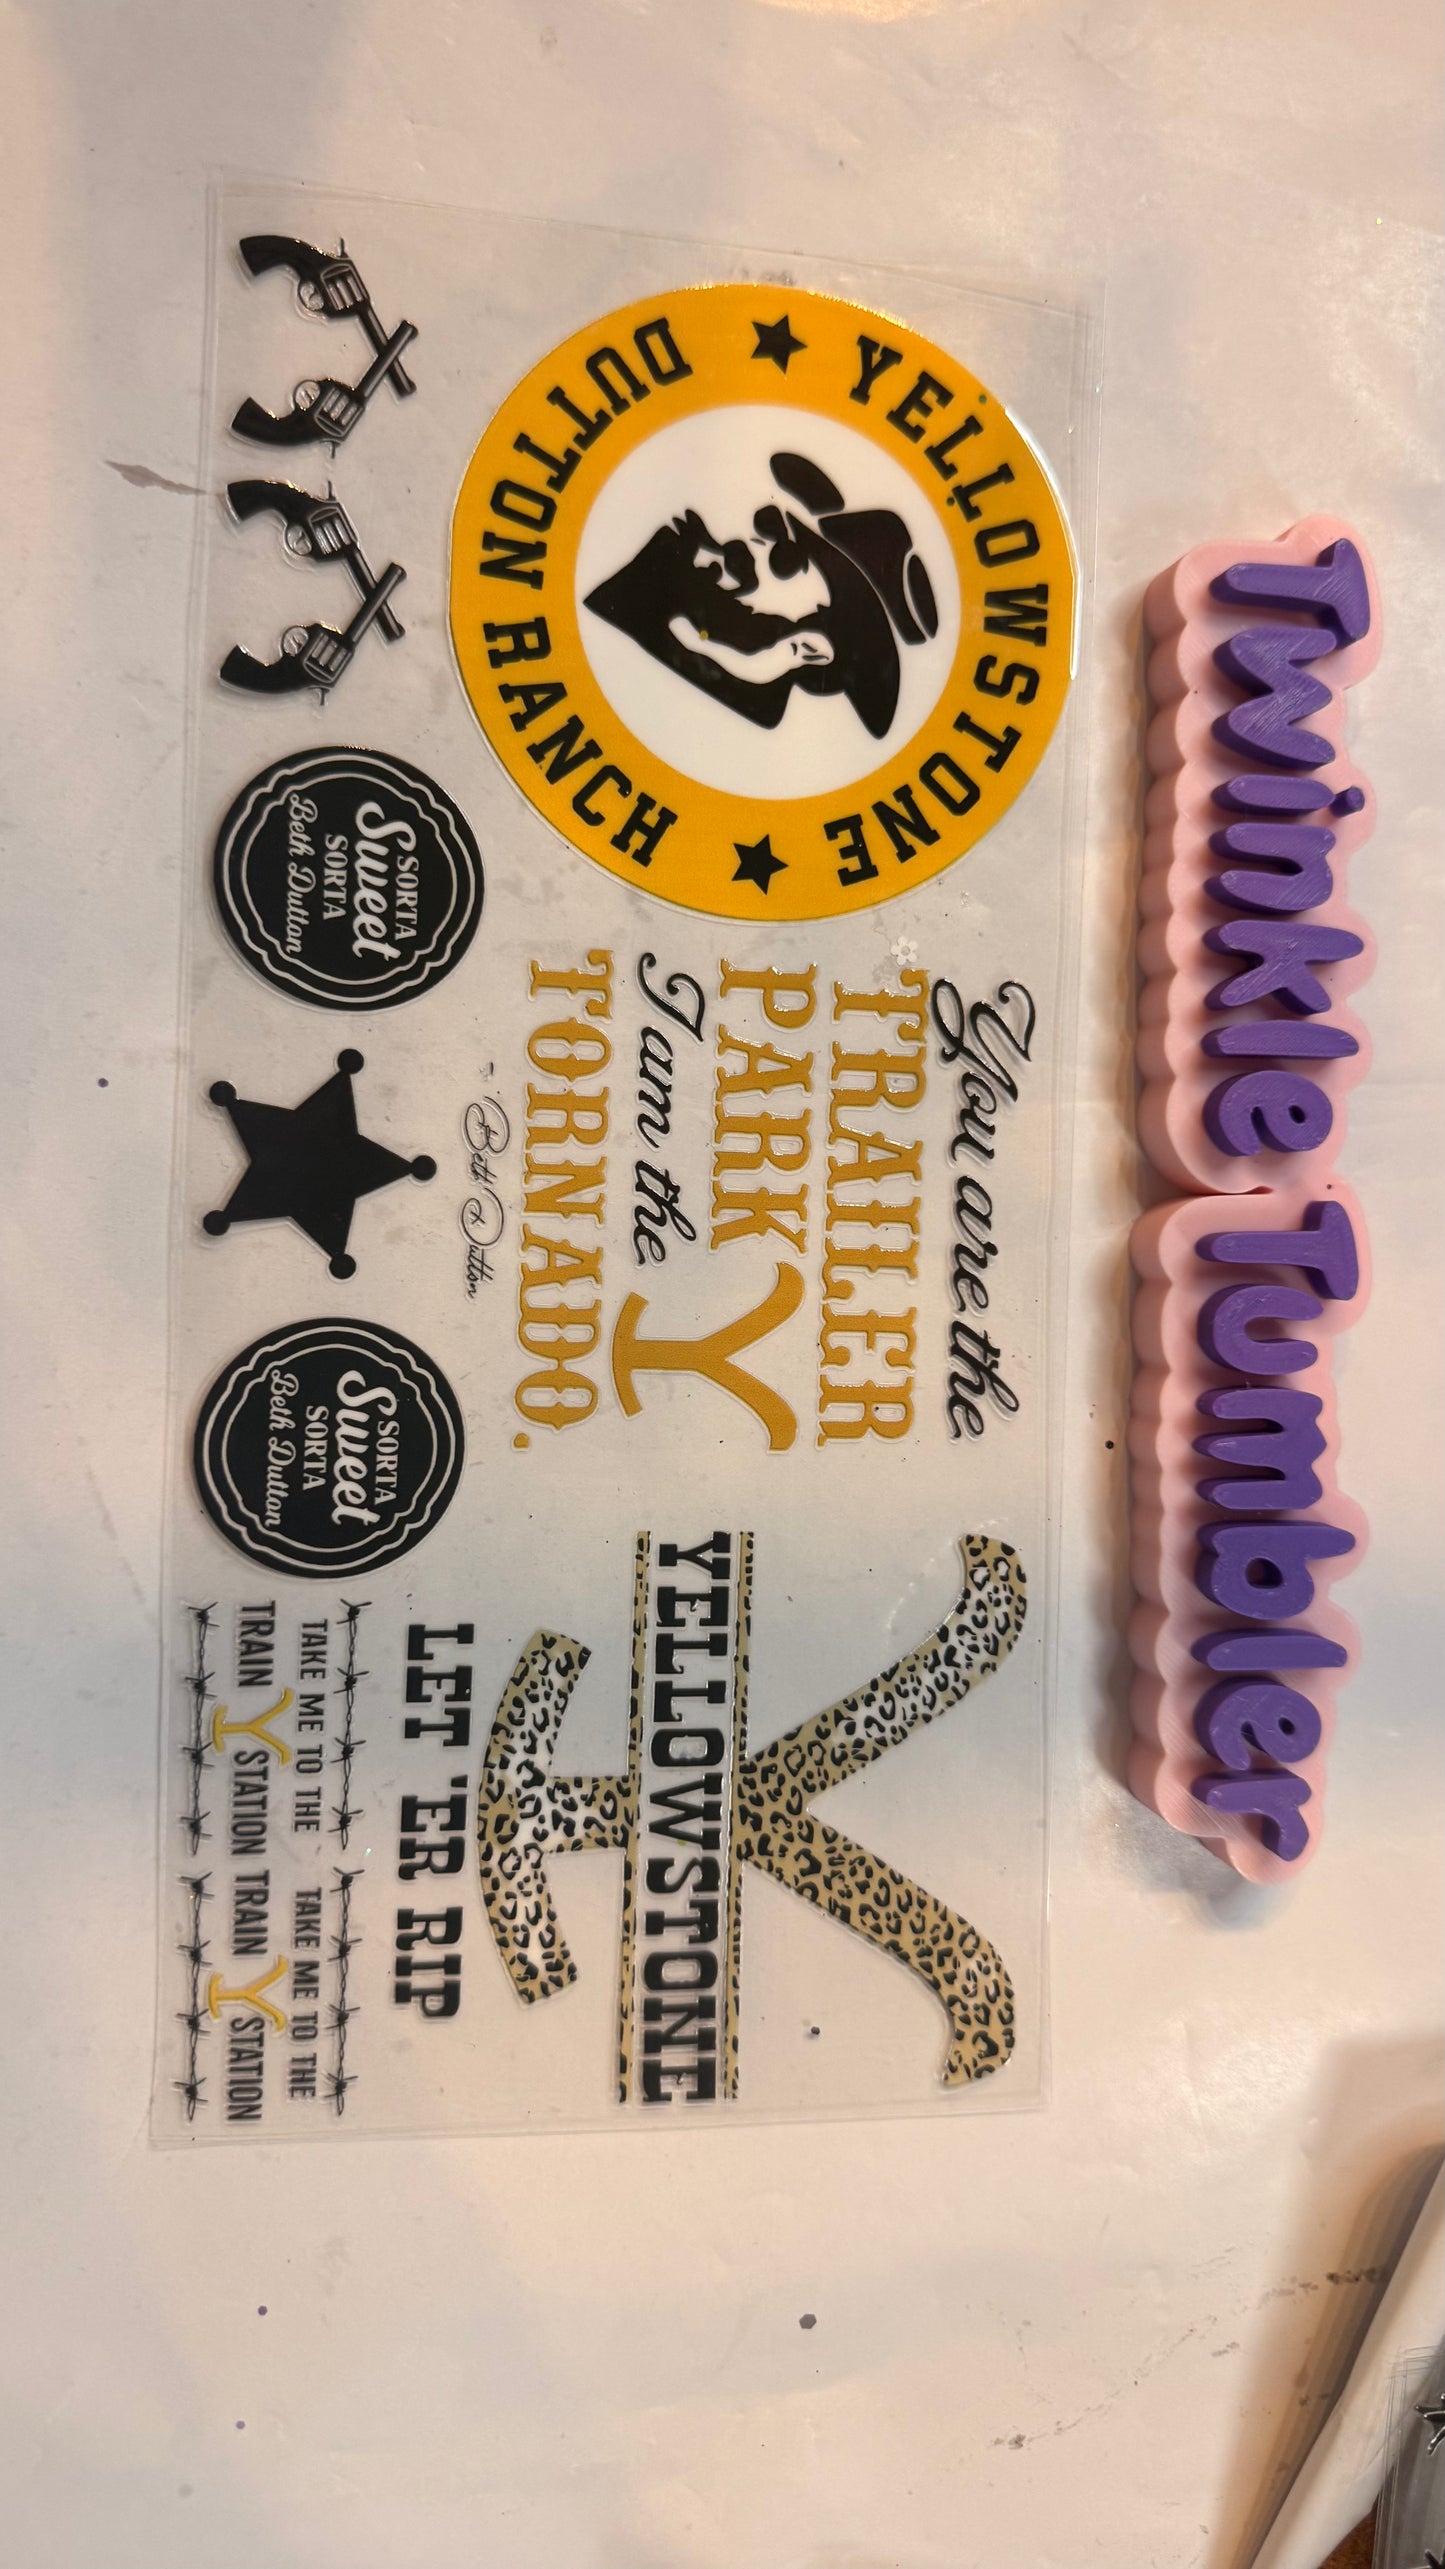 Twinkle Tumbler
YELLOWSTONE
DUTTON RANCH
You are the
TRAILER
PARK
I am the
TORNADO.
Beth Dutton
YELLOWSTONE
LET 'ER RIP
SORTA
Sweet
SORTA
Beth Dutton
SORTA
Sweet
SORTA
Beth Dutton
TAKE ME TO THE
TRAIN Y STATION
TAKE ME TO THE
TRAIN Y STATION